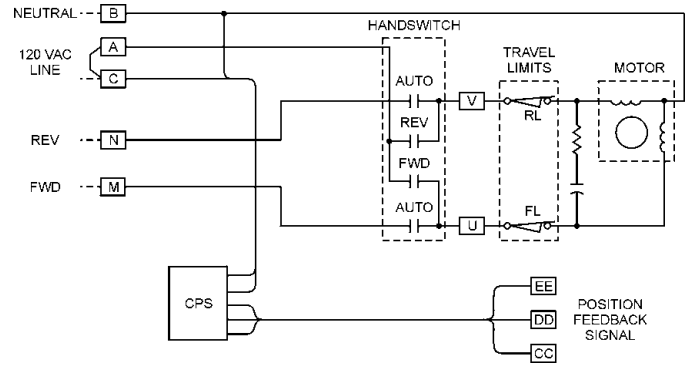 NEUTRAL
B
HANDSWITCH
120 VAC
LINE
A
C
TRAVEL
LIMITS
MOTOR
AUTO
V
RL
REV
REV
N
FWD
FWD
M
AUTO
U
FL
CPS
EE
DD
CC
POSITION
FEEDBACK
SIGNAL